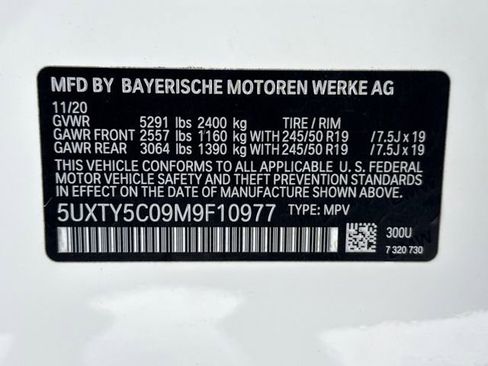 MFD BY BAYERISCHE MOTOREN WERKE AG
11/20
GVWR 5291 lbs 2400 kg TIRE / RIM
GAWR FRONT 2557 lbs 1160 kg WITH 245/50 R19 /7.5J x 19
GAWR REAR 3064 lbs 1390 kg WITH 245/50 R19 /7.5J x 19
THIS VEHICLE CONFORMS TO ALL APPLICABLE U. S. FEDERAL
MOTOR VEHICLE SAFETY AND THEFT PREVENTION STANDARDS
IN EFFECT ON THE DATE OF MANUFACTURE SHOWN ABOVE.
5UXTY5C09M9F10977 TYPE: MPV
300U
7 320 730